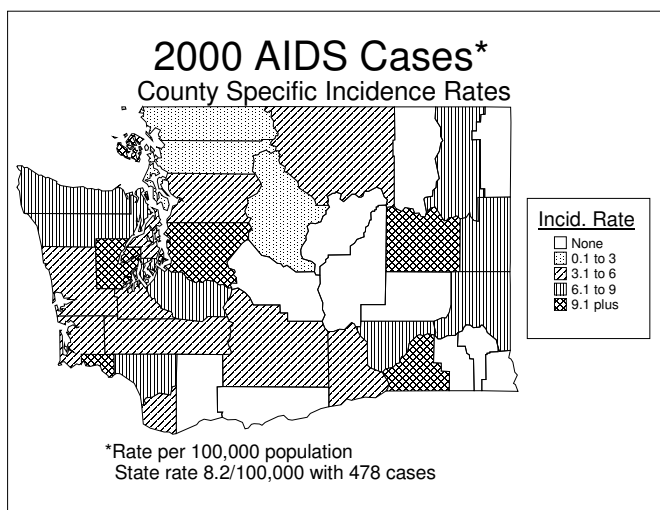 2000 AIDS Cases*
County Specific Incidence Rates
Incid. Rate
None
0.1 to 3
3.1 to 6
6.1 to 9
9.1 plus
*Rate per 100,000 population
State rate 8.2/100,000 with 478 cases